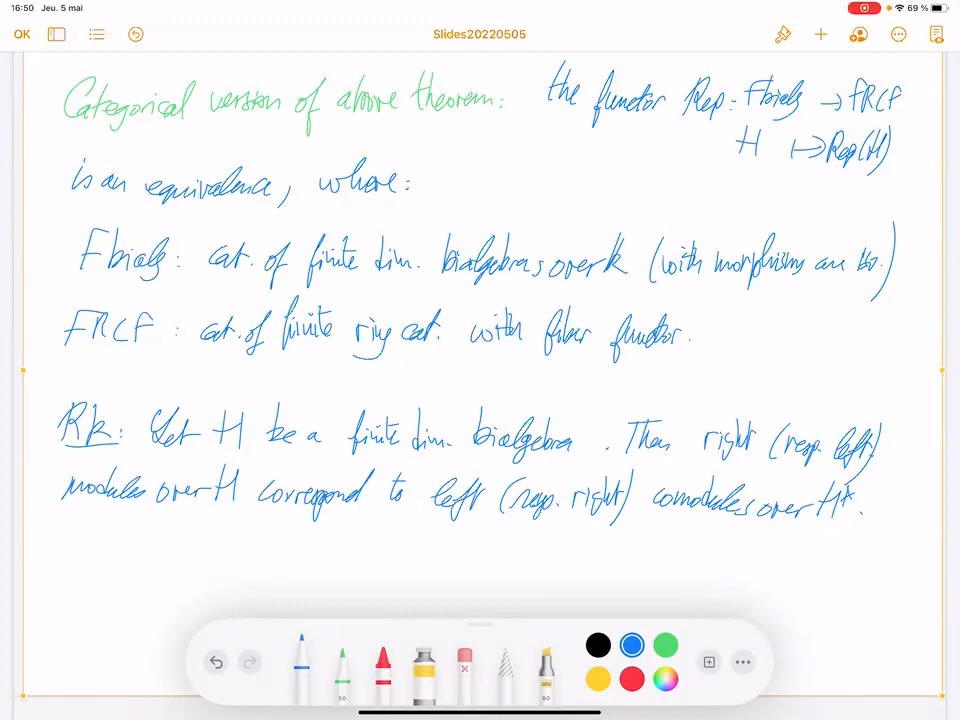 16:50 Jeu. 5 mai
69 %
OK
Slides20220505
Categorical version of above theorem: the functor Rep: Fbialg → FRCF
H ↦ Rep(H)
is an equivalence, where:
Fbialg: cat. of finite dim. bialgebras over k (with morphisms an iso.)
FRCF: cat. of finite ring cat. with fiber functor.
Rk: Let H be a finite dim. bialgebra. Then right (resp. left)
modules over H correspond to left (resp. right) comodules over H*.
50
abc
80